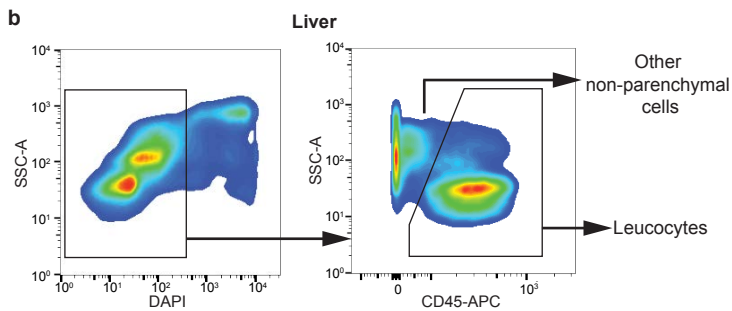 b
Liver
10⁴
10³
10²
10¹
10⁰
SSC-A
10⁰ 10¹ 10² 10³ 10⁴
DAPI
10⁴
10³
10²
10¹
10⁰
SSC-A
0 10³
CD45-APC
Other
non-parenchymal
cells
Leucocytes